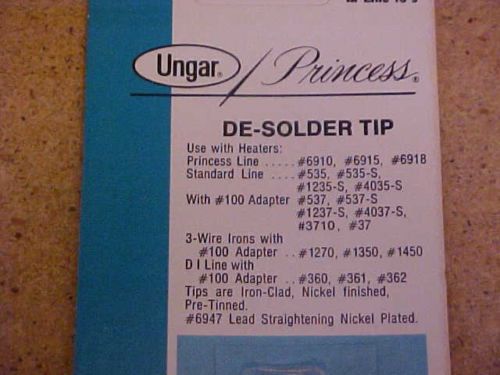 Ungar® / Princess®
DE-SOLDER TIP
Use with Heaters:
Princess Line ..... #6910, #6915, #6918
Standard Line .... #535, #535-S,
#1235-S, #4035-S
With #100 Adapter . #537, #537-S
#1237-S, #4037-S,
#3710, #37
3-Wire Irons with
#100 Adapter .. #1270, #1350, #1450
D I Line with
#100 Adapter .. #360, #361, #362
Tips are Iron-Clad, Nickel finished,
Pre-Tinned.
#6947 Lead Straightening Nickel Plated.